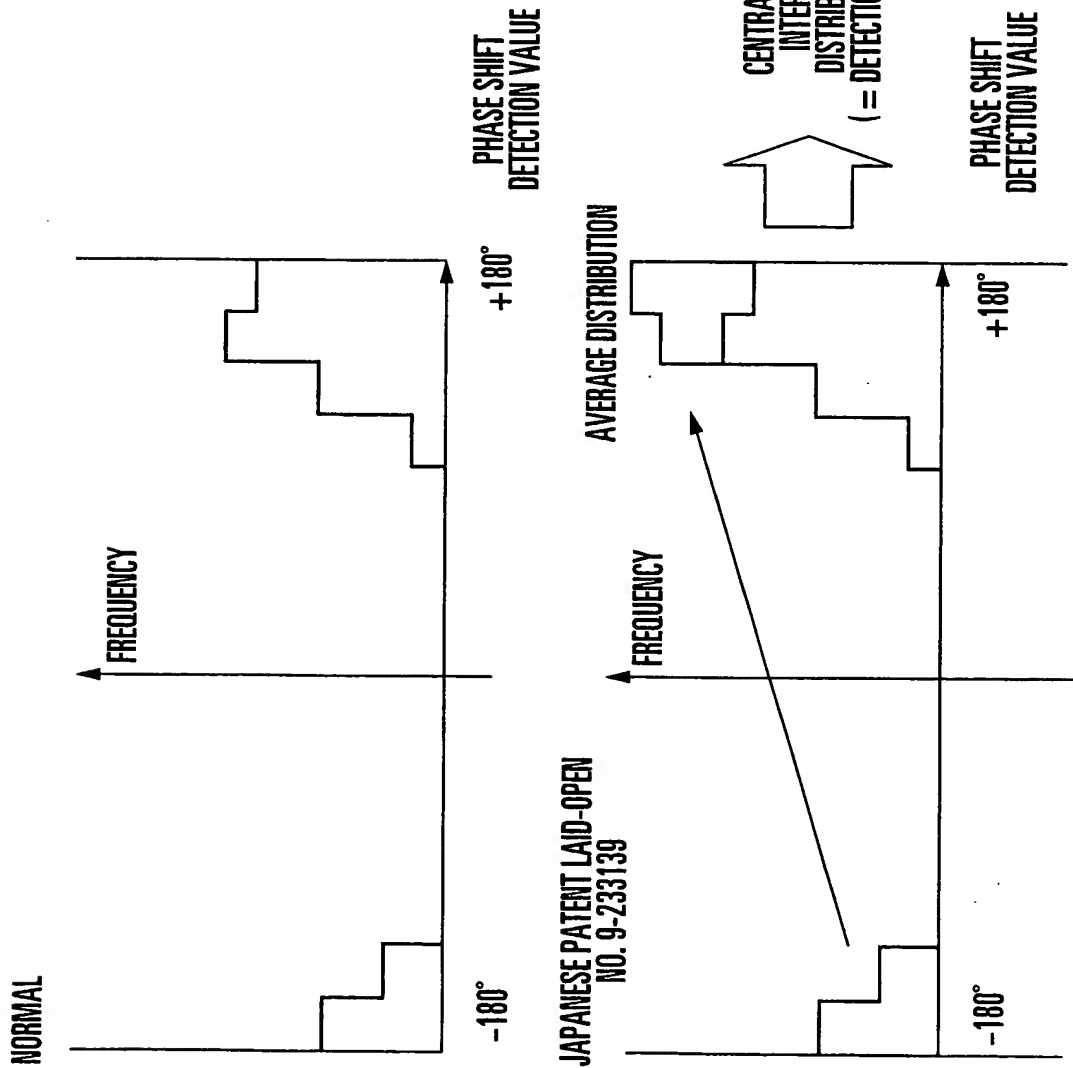 NORMAL
FREQUENCY
-180°
+180°
PHASE SHIFT
DETECTION VALUE
JAPANESE PATENT LAID-OPEN
NO. 9-233139
FREQUENCY
AVERAGE DISTRIBUTION
-180°
+180°
(= DETECTION
PHASE SHIFT
DETECTION VALUE